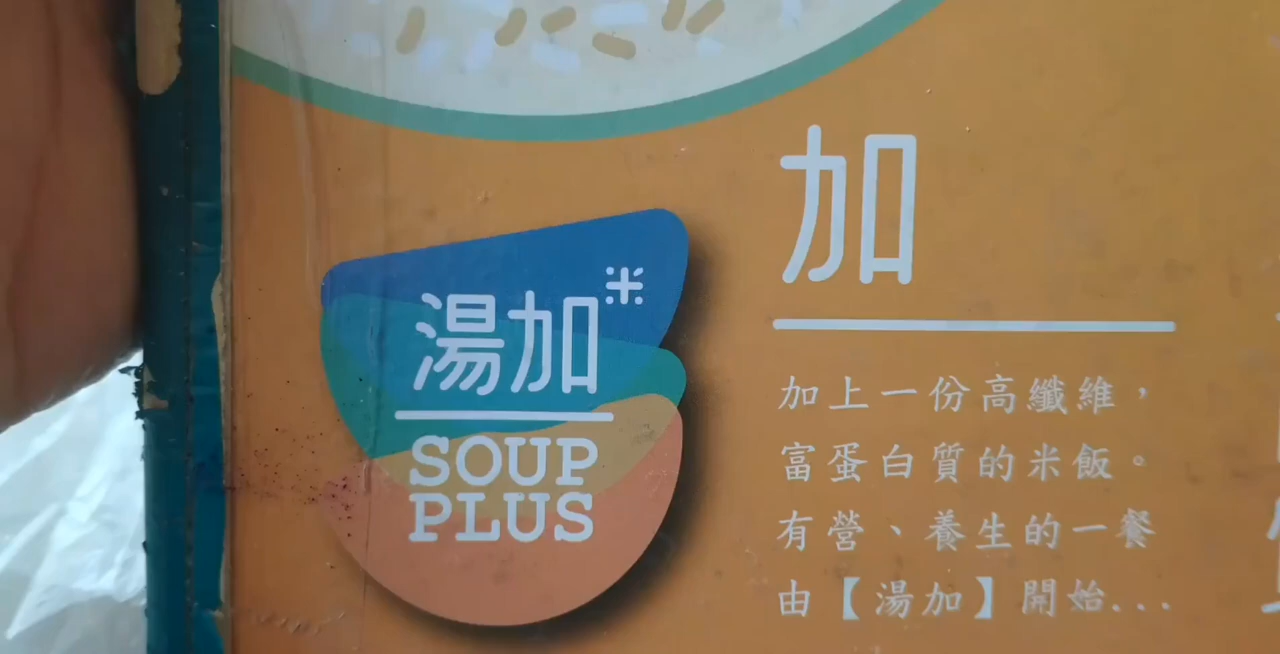 湯加米
SOUP
PLUS
加
加上一份高纖維，
富蛋白質的米飯。
有營、養生的一餐
由【湯加】開始...